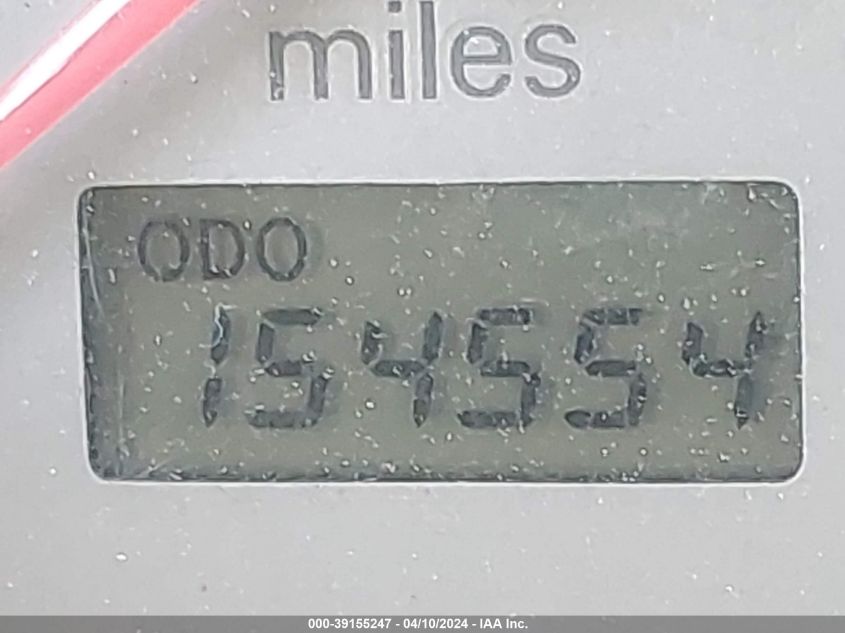 miles
ODO
154554
000-39155247 - 04/10/2024 - IAA Inc.